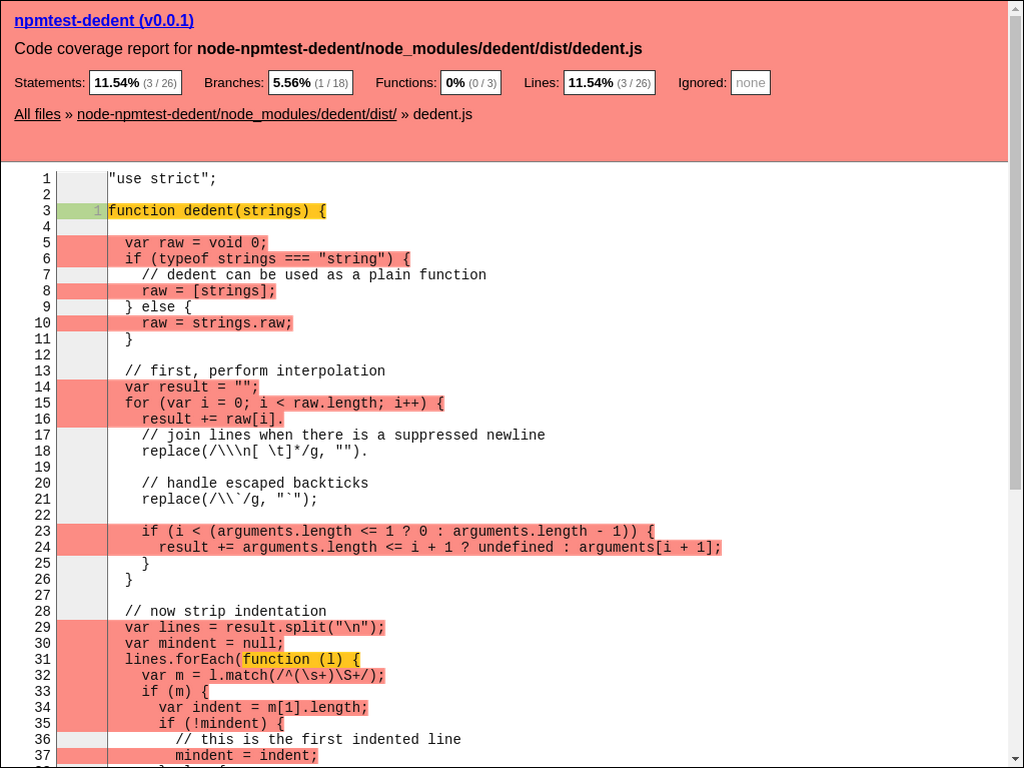 npmtest-dedent (v0.0.1)
Code coverage report for node-npmtest-dedent/node_modules/dedent/dist/dedent.js
Statements: 11.54% (3 / 26) Branches: 5.56% (1 / 18) Functions: 0% (0 / 3) Lines: 11.54% (3 / 26) Ignored: none
All files » node-npmtest-dedent/node_modules/dedent/dist/ » dedent.js
1 "use strict";
2
3 1 function dedent(strings) {
4
5 var raw = void 0;
6 if (typeof strings === "string") {
7 // dedent can be used as a plain function
8 raw = [strings];
9 } else {
10 raw = strings.raw;
11 }
12
13 // first, perform interpolation
14 var result = "";
15 for (var i = 0; i < raw.length; i++) {
16 result += raw[i].
17 // join lines when there is a suppressed newline
18 replace(/\\\n[ \t]*/g, "").
19
20 // handle escaped backticks
21 replace(/\\`/g, "`");
22
23 if (i < (arguments.length <= 1 ? 0 : arguments.length - 1)) {
24 result += arguments.length <= i + 1 ? undefined : arguments[i + 1];
25 }
26 }
27
28 // now strip indentation
29 var lines = result.split("\n");
30 var mindent = null;
31 lines.forEach(function (l) {
32 var m = l.match(/^(\s+)\S+/);
33 if (m) {
34 var indent = m[1].length;
35 if (!mindent) {
36 // this is the first indented line
37 mindent = indent;